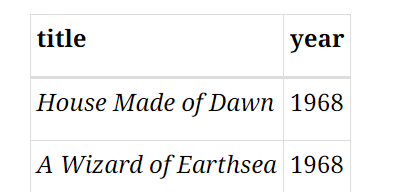 title year
House Made of Dawn 1968
A Wizard of Earthsea 1968